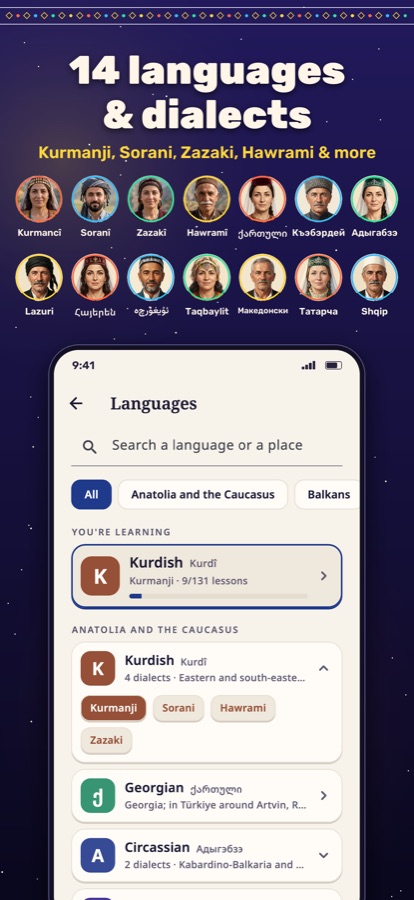 14 languages
& dialects
Kurmanji, Sorani, Zazaki, Hawrami & more
Kurmancî
Soranî
Zazakî
Hawramî
ქართული
Къэбэрдей
Адыгабзэ
Lazuri
Հայերեն
ئۇيغۇرچە
Taqbaylit
Македонски
Татарча
Shqip
9:41
Languages
Search a language or a place
All
Anatolia and the Caucasus
Balkans
YOU'RE LEARNING
K
Kurdish Kurdî
Kurmanji · 9/131 lessons
ANATOLIA AND THE CAUCASUS
K
Kurdish Kurdî
4 dialects · Eastern and south-easte...
Kurmanji
Sorani
Hawrami
Zazaki
ქ
Georgian ქართული
Georgia; in Türkiye around Artvin, R...
A
Circassian Адыгэбзэ
2 dialects · Kabardino-Balkaria and ...